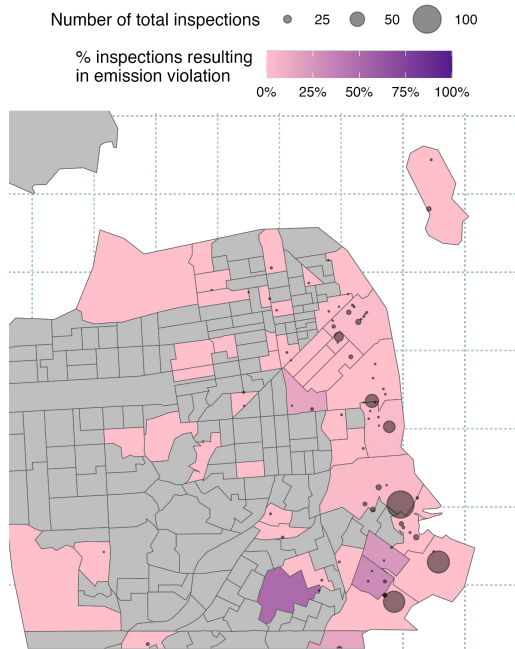 Number of total inspections 25 50 100
% inspections resulting
in emission violation
0% 25% 50% 75% 100%